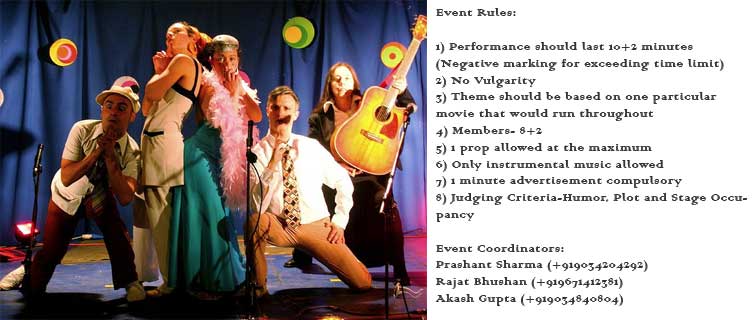 Event Rules:
1) Performance should last 10+2 minutes
(Negative marking for exceeding time limit)
2) No Vulgarity
3) Theme should be based on one particular
movie that would run throughout
4) Members- 8+2
5) 1 prop allowed at the maximum
6) Only instrumental music allowed
7) 1 minute advertisement compulsory
8) Judging Criteria-Humor, Plot and Stage Occu-
pancy
Event Coordinators:
Prashant Sharma (+919034204292)
Rajat Bhushan (+919671412381)
Akash Gupta (+919034840804)